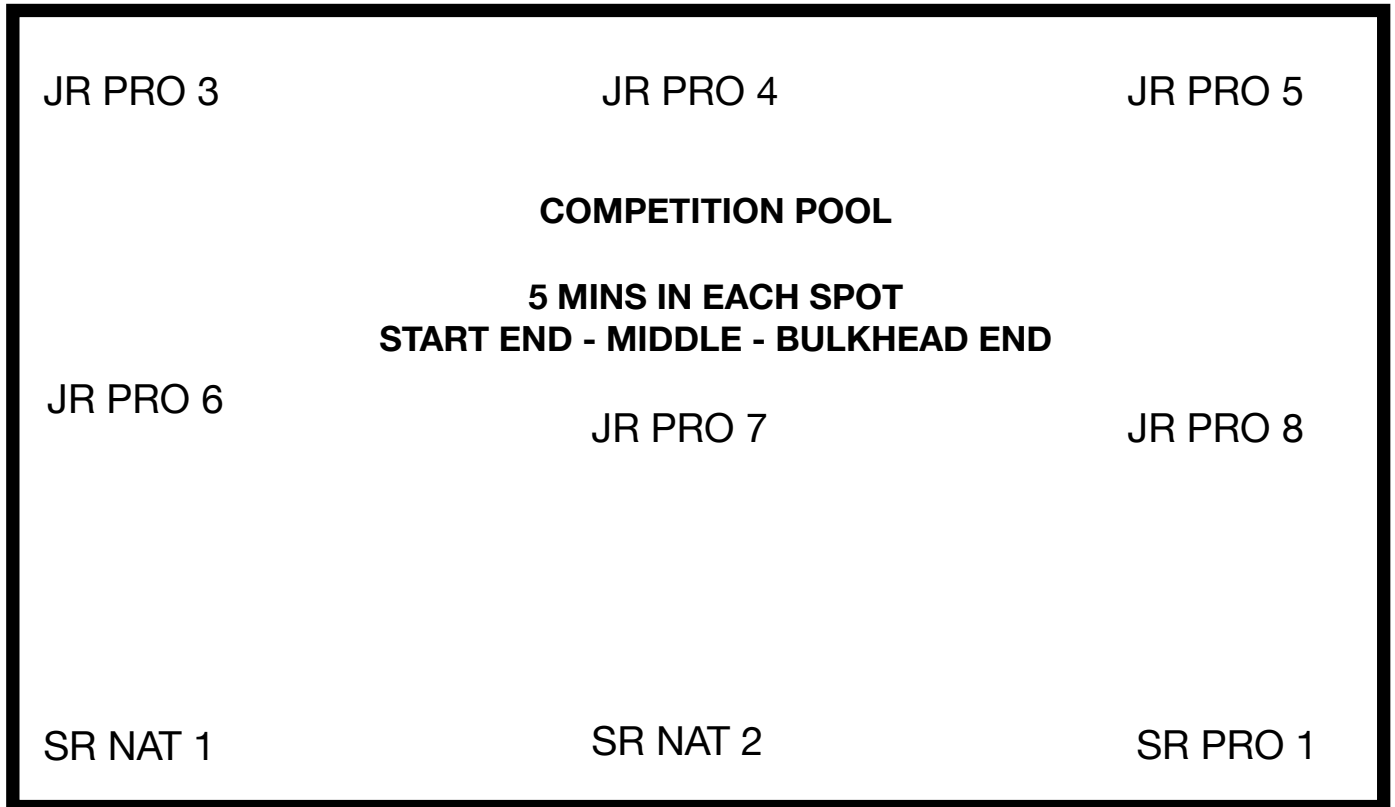 JR PRO 3 JR PRO 4 JR PRO 5
COMPETITION POOL
5 MINS IN EACH SPOT
START END - MIDDLE - BULKHEAD END
JR PRO 6 JR PRO 7 JR PRO 8
SR NAT 1 SR NAT 2 SR PRO 1